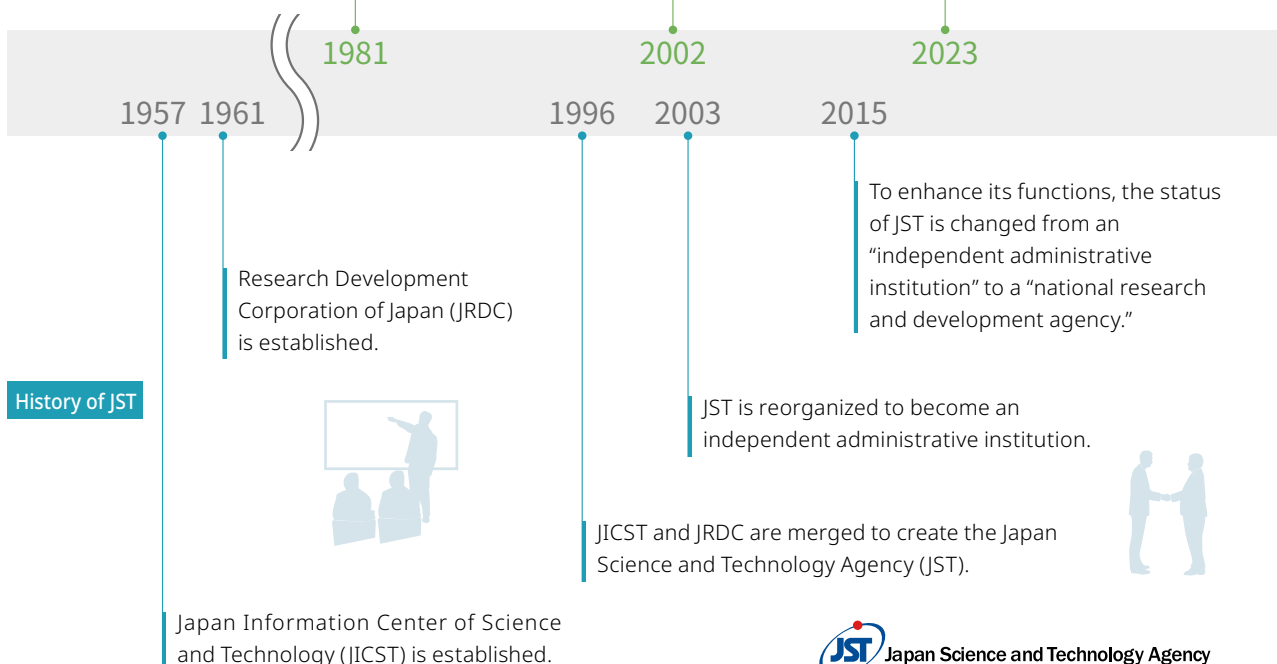 1981
2002
2023
1957
1961
1996
2003
2015
To enhance its functions, the status
of JST is changed from an
“independent administrative
institution” to a “national research
and development agency.”
Research Development
Corporation of Japan (JRDC)
is established.
History of JST
JST is reorganized to become an
independent administrative institution.
JICST and JRDC are merged to create the Japan
Science and Technology Agency (JST).
Japan Information Center of Science
and Technology (JICST) is established.
JST Japan Science and Technology Agency